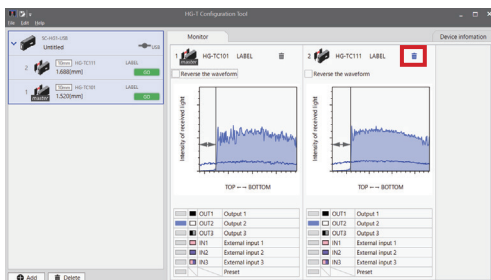 HG-T Configuration Tool
File Edit Help
SC-HG1-USB
Untitled
USB
2
10mm HG-TC111 LABEL
1.688[mm] GO
1
master
10mm HG-TC101 LABEL
1.520[mm] GO
Add Delete
Monitor
Device infomation
1
master
HG-TC101 LABEL
Reverse the waveform
Intensity of received light
TOP ←→ BOTTOM
OUT1 Output 1
OUT2 Output 2
OUT3 Output 3
IN1 External input 1
IN2 External input 2
IN3 External input 3
Preset
2 HG-TC111 LABEL
Reverse the waveform
Intensity of received light
TOP ←→ BOTTOM
OUT1 Output 1
OUT2 Output 2
OUT3 Output 3
IN1 External input 1
IN2 External input 2
IN3 External input 3
Preset